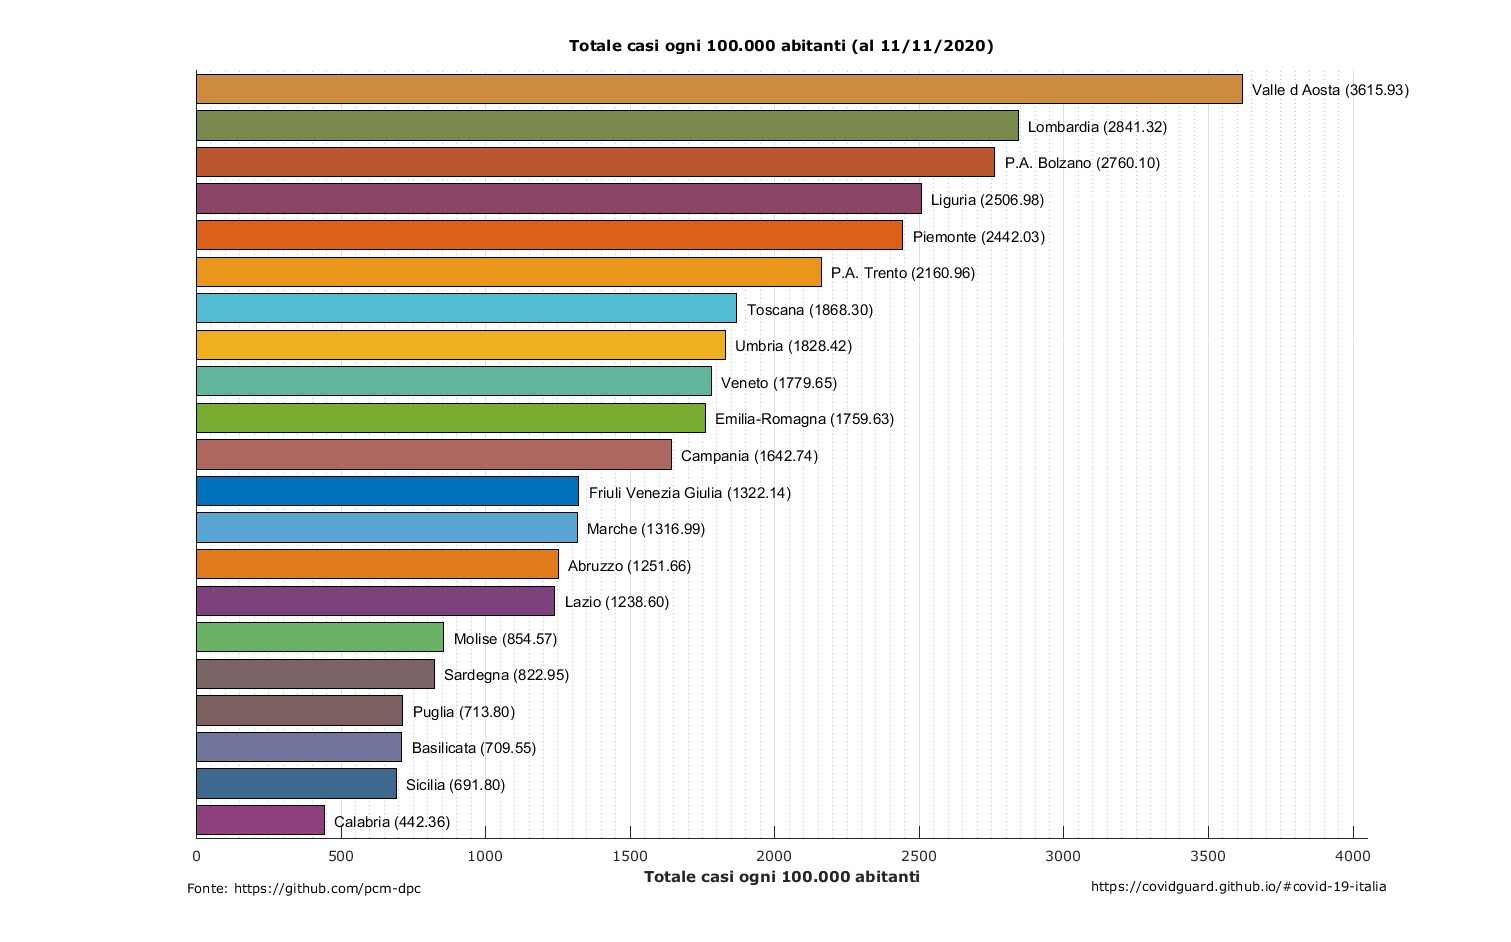 Totale casi ogni 100.000 abitanti (al 11/11/2020)
Valle d Aosta (3615.93)
Lombardia (2841.32)
P.A. Bolzano (2760.10)
Liguria (2506.98)
Piemonte (2442.03)
P.A. Trento (2160.96)
Toscana (1868.30)
Umbria (1828.42)
Veneto (1779.65)
Emilia-Romagna (1759.63)
Campania (1642.74)
Friuli Venezia Giulia (1322.14)
Marche (1316.99)
Abruzzo (1251.66)
Lazio (1238.60)
Molise (854.57)
Sardegna (822.95)
Puglia (713.80)
Basilicata (709.55)
Sicilia (691.80)
Calabria (442.36)
0 500 1000 1500 2000 2500 3000 3500 4000
Totale casi ogni 100.000 abitanti
Fonte: https://github.com/pcm-dpc
https://covidguard.github.io/#covid-19-italia